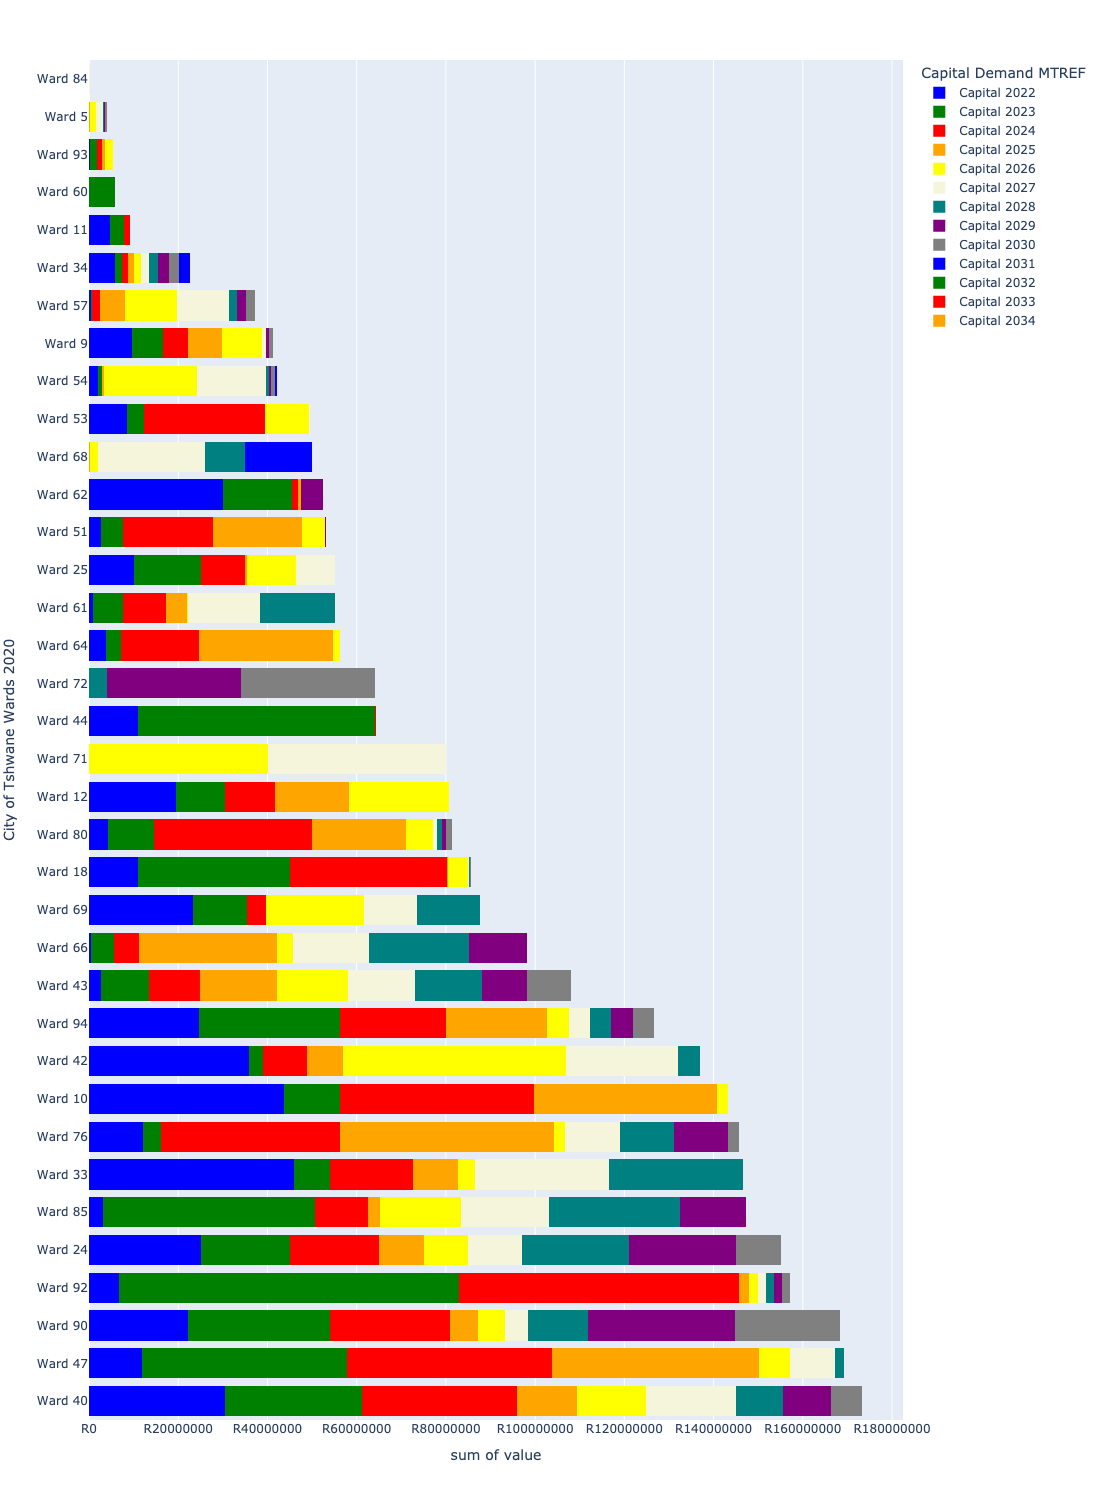 Capital Demand MTREF
Capital 2022
Capital 2023
Capital 2024
Capital 2025
Capital 2026
Capital 2027
Capital 2028
Capital 2029
Capital 2030
Capital 2031
Capital 2032
Capital 2033
Capital 2034
City of Tshwane Wards 2020
Ward 84
Ward 5
Ward 93
Ward 60
Ward 11
Ward 34
Ward 57
Ward 9
Ward 54
Ward 53
Ward 68
Ward 62
Ward 51
Ward 25
Ward 61
Ward 64
Ward 72
Ward 44
Ward 71
Ward 12
Ward 80
Ward 18
Ward 69
Ward 66
Ward 43
Ward 94
Ward 42
Ward 10
Ward 76
Ward 33
Ward 85
Ward 24
Ward 92
Ward 90
Ward 47
Ward 40
R0 R20000000 R40000000 R60000000 R80000000 R100000000 R120000000 R140000000 R160000000 R180000000
sum of value